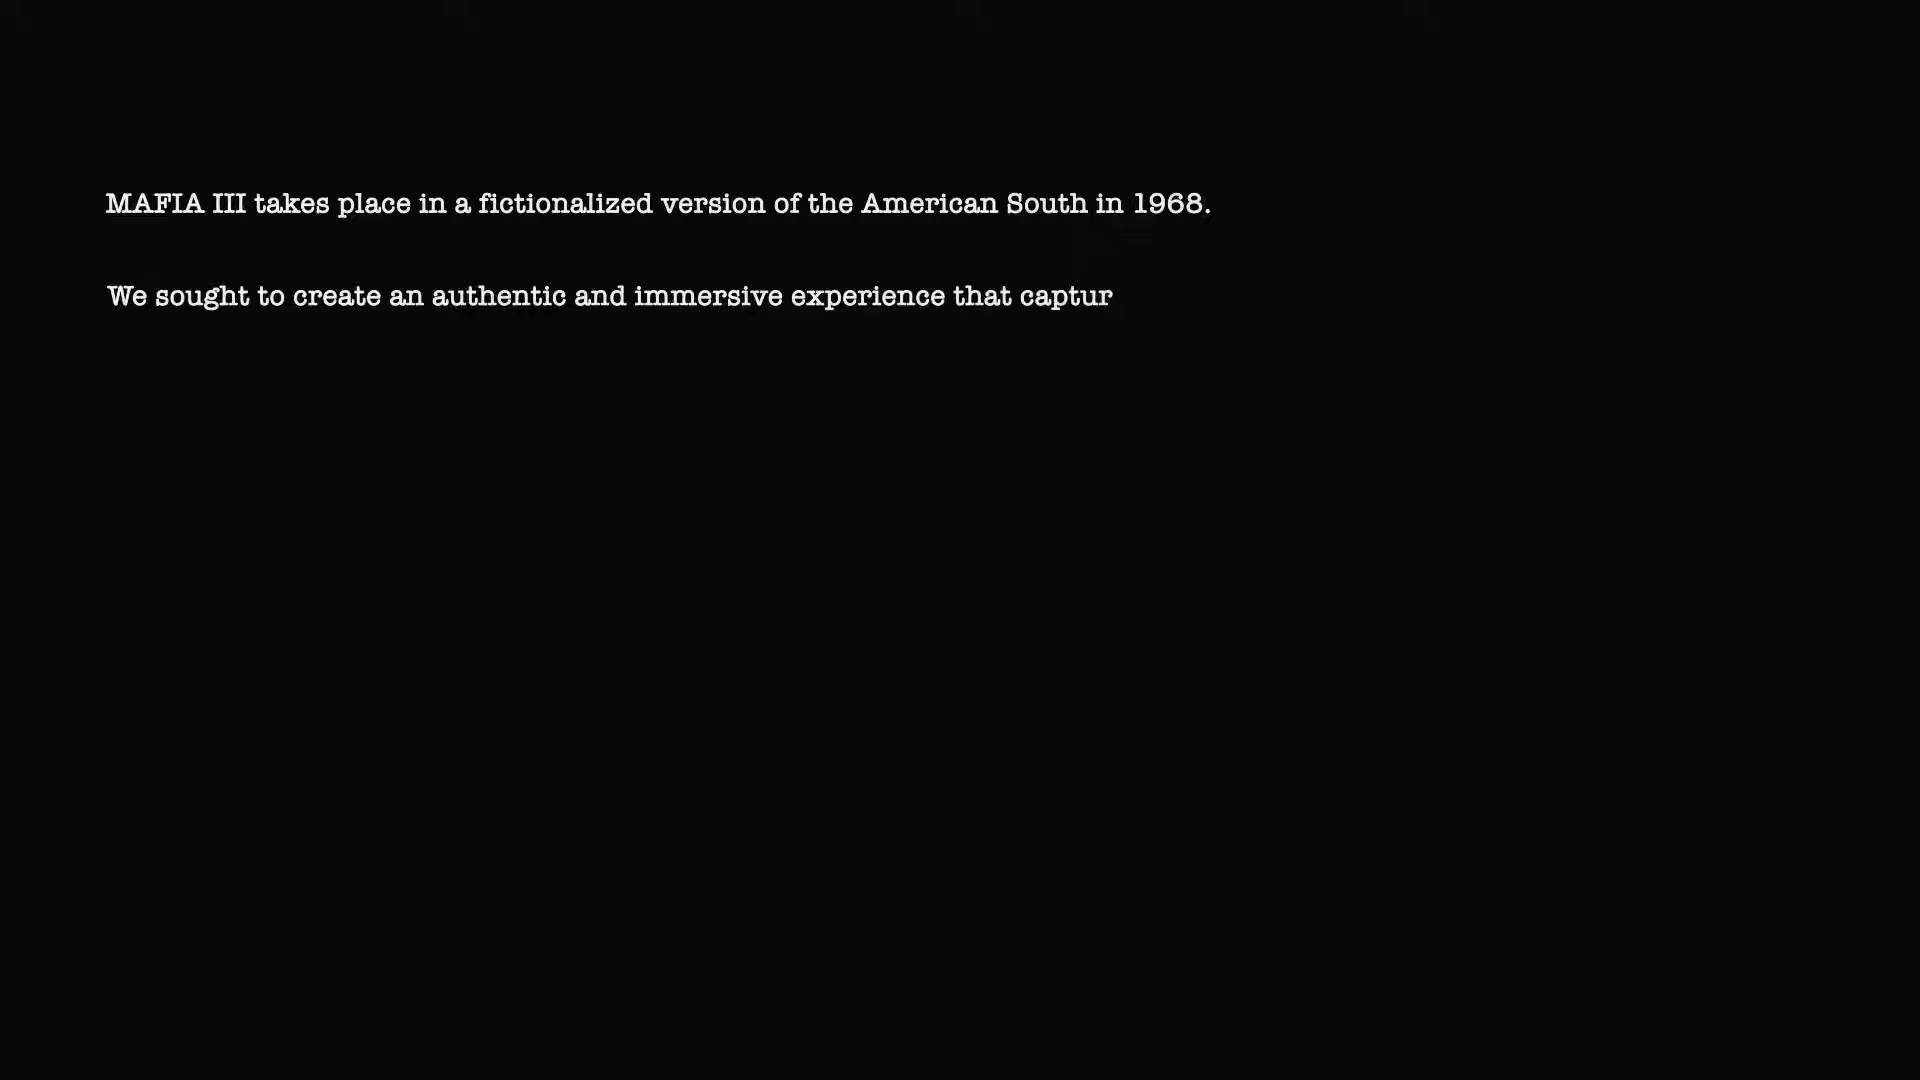 MAFIA III takes place in a fictionalized version of the American South in 1968.
We sought to create an authentic and immersive experience that captur